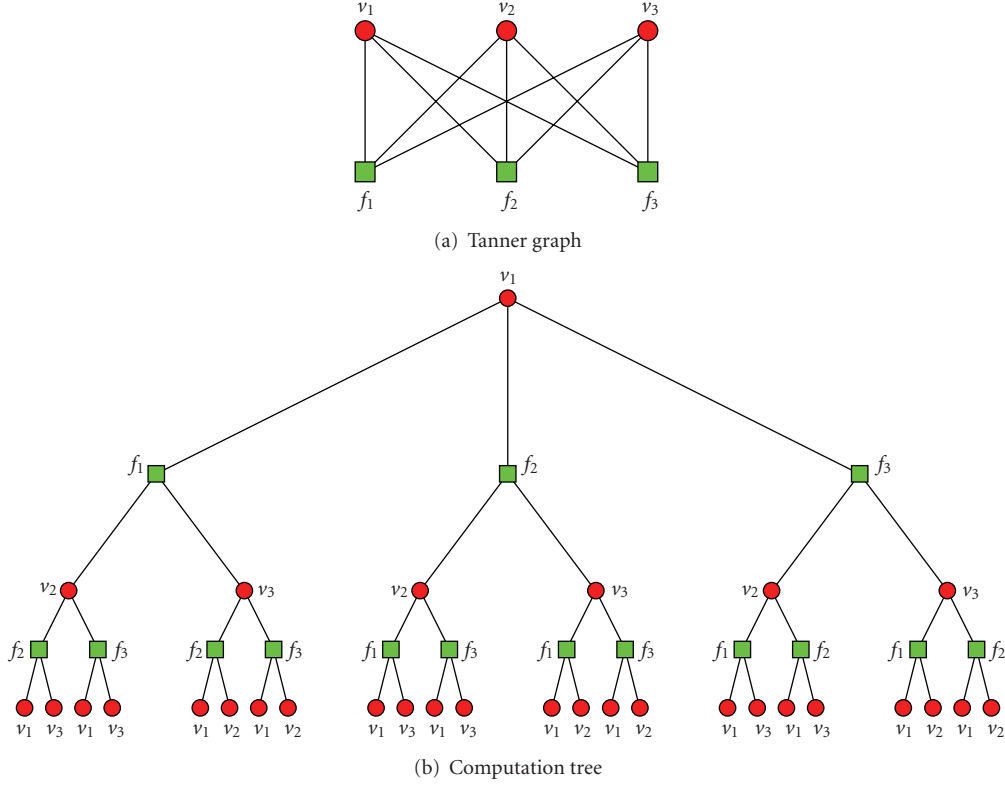 v1 v2 v3
f1 f2 f3
(a) Tanner graph
v1
f1 f2 f3
v2 v3 v2 v3 v2 v3
f2 f3 f2 f3 f1 f3 f1 f3 f1 f2 f1 f2
v1 v3 v1 v3 v1 v2 v1 v2 v1 v3 v1 v3 v1 v2 v1 v2 v1 v3 v1 v3 v1 v2 v1 v2
(b) Computation tree